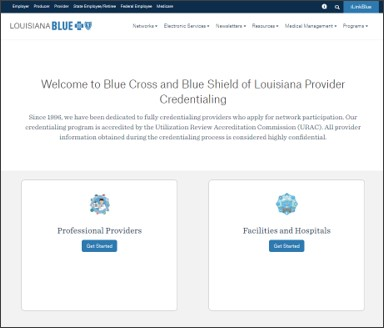 Employer Producer Provider State Employee/Retiree Federal Employee Medicare
iLinkBlue
LOUISIANA BLUE
Networks Electronic Services Newsletters Resources Medical Management Programs
Welcome to Blue Cross and Blue Shield of Louisiana Provider
Credentialing
Since 1996, we have been dedicated to fully credentialing providers who apply for network participation. Our
credentialing program is accredited by the Utilization Review Accreditation Commission (URAC). All provider
information obtained during the credentialing process is considered highly confidential.
Professional Providers
Get Started
Facilities and Hospitals
Get Started